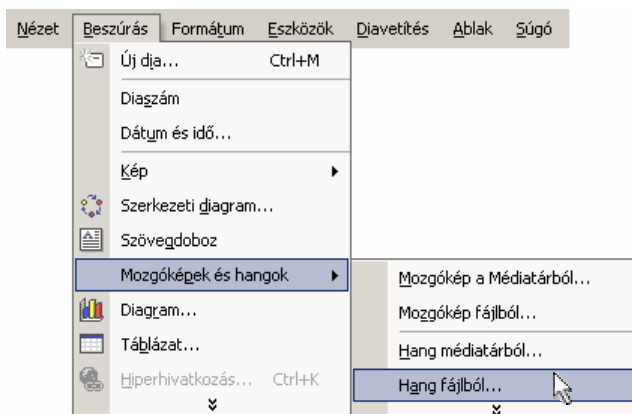 Nézet Beszúrás Formátum Eszközök Diavetítés Ablak Súgó
Új dia... Ctrl+M
Diaszám
Dátum és idő...
Kép
Szerkezeti diagram...
Szövegdoboz
Mozgóképek és hangok
Diagram...
Táblázat...
Hiperhivatkozás... Ctrl+K
Mozgókép a Médiatárból...
Mozgókép fájlból...
Hang médiatárból...
Hang fájlból...